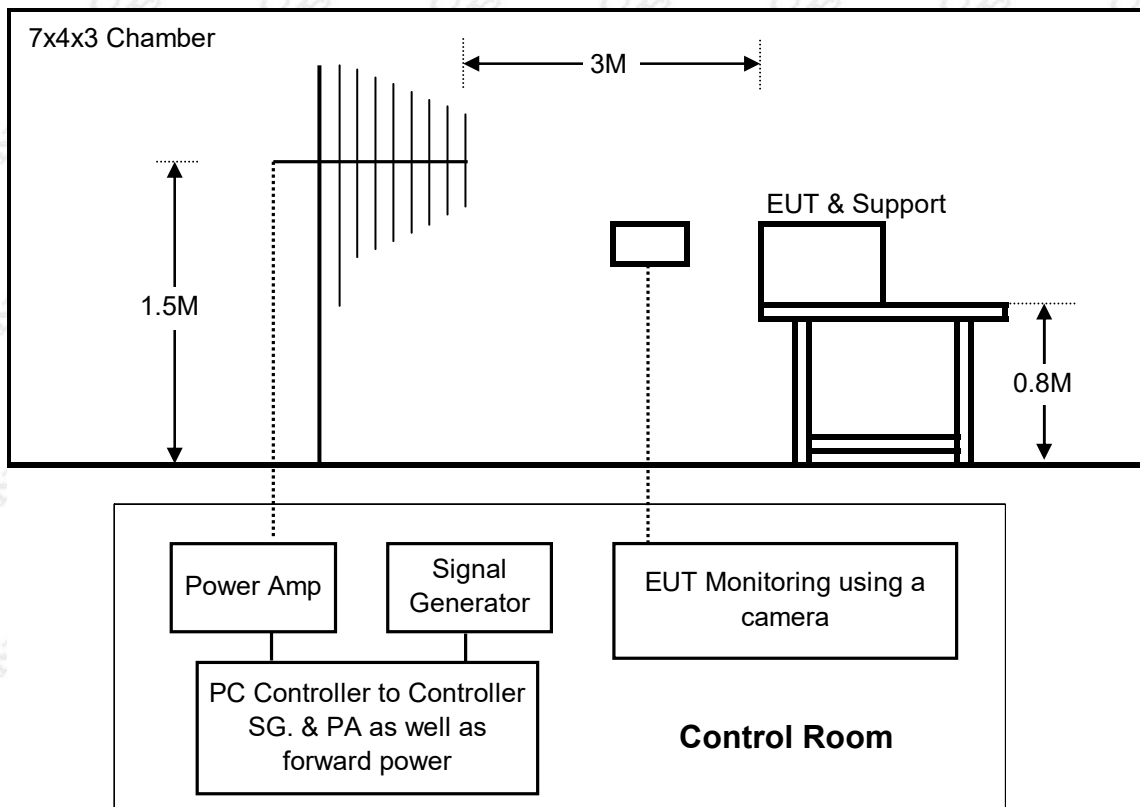 7x4x3 Chamber
3M
EUT & Support
1.5M
0.8M
Power Amp
Signal
Generator
EUT Monitoring using a
camera
PC Controller to Controller
SG. & PA as well as
forward power
Control Room